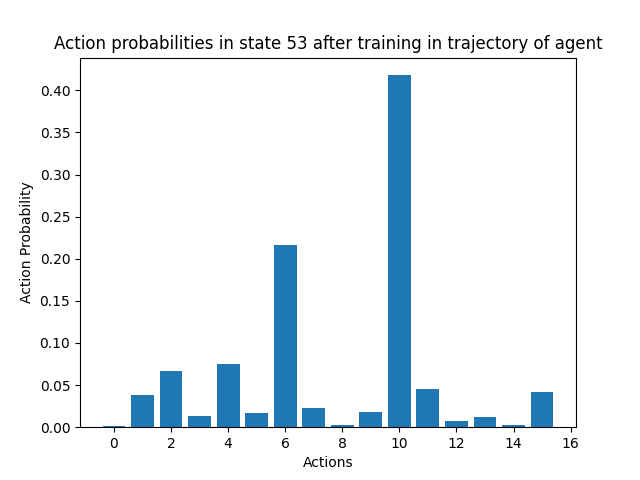 Action probabilities in state 53 after training in trajectory of agent
0.40
0.35
0.30
0.25
0.20
0.15
0.10
0.05
0.00
Action Probability
0 2 4 6 8 10 12 14 16
Actions